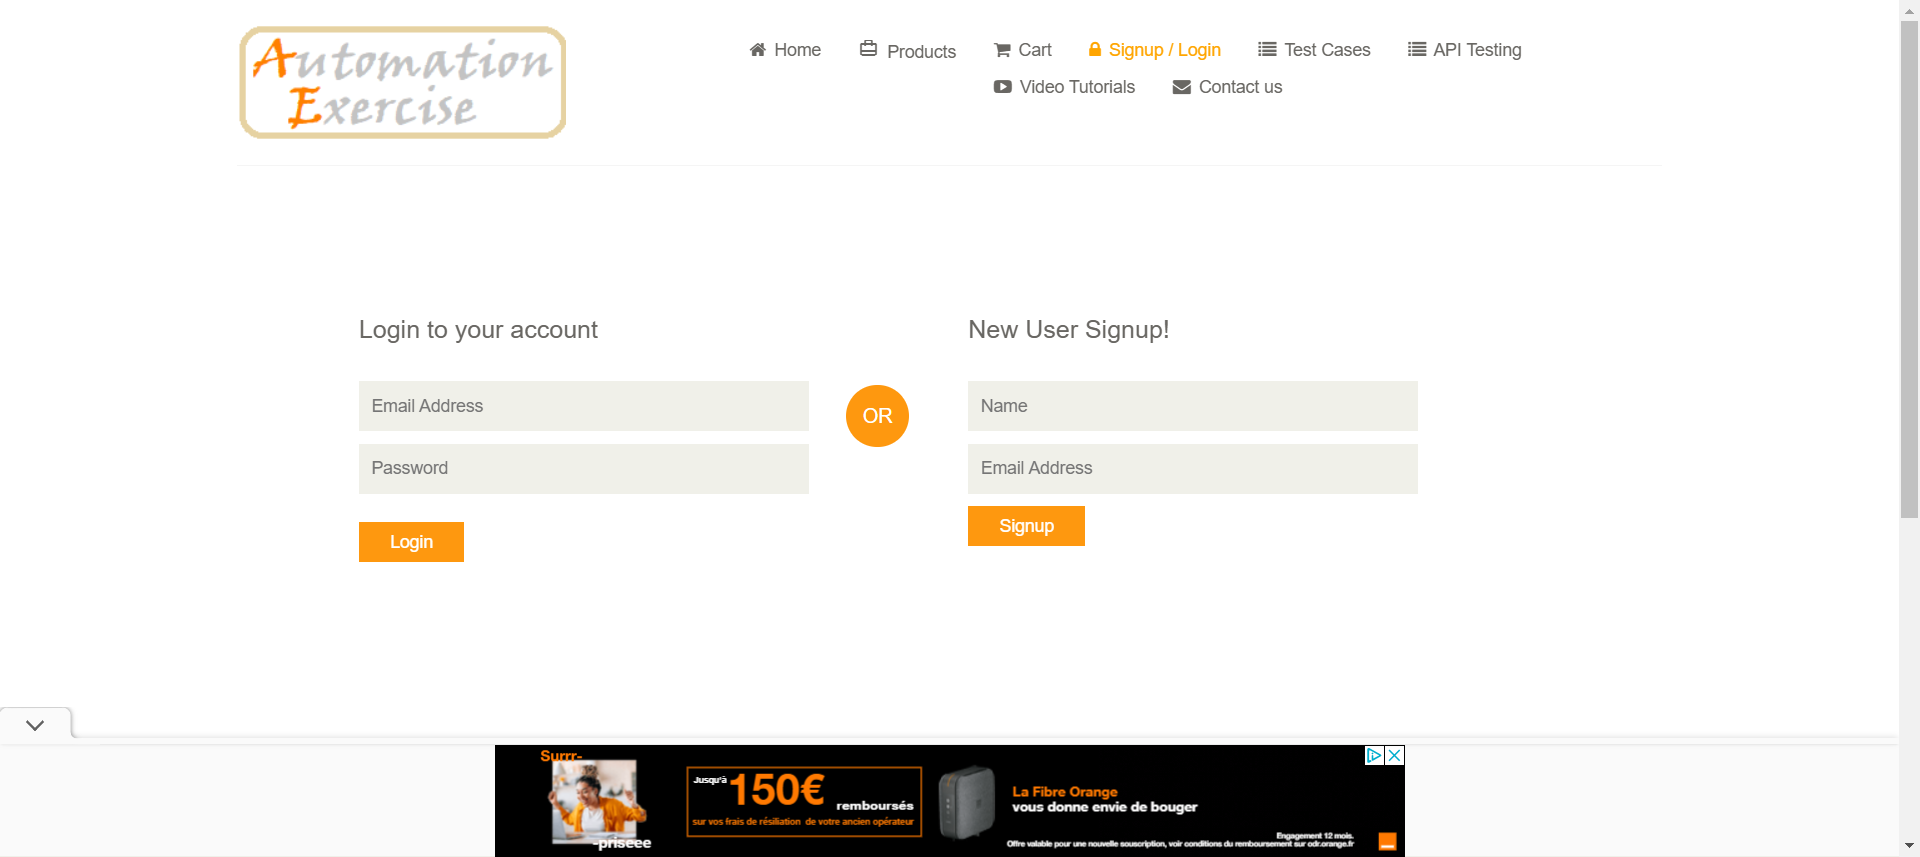 Automation
Exercise
Home
Products
Cart
Signup / Login
Test Cases
API Testing
Video Tutorials
Contact us
Login to your account
Email Address
Password
Login
OR
New User Signup!
Name
Email Address
Signup
Surrr-
-priseee
Jusqu'à 150€ remboursés
sur vos frais de résiliation de votre ancien opérateur
La Fibre Orange
vous donne envie de bouger
Engagement 12 mois.
Offre valable pour une nouvelle souscription, voir conditions du remboursement sur odr.orange.fr